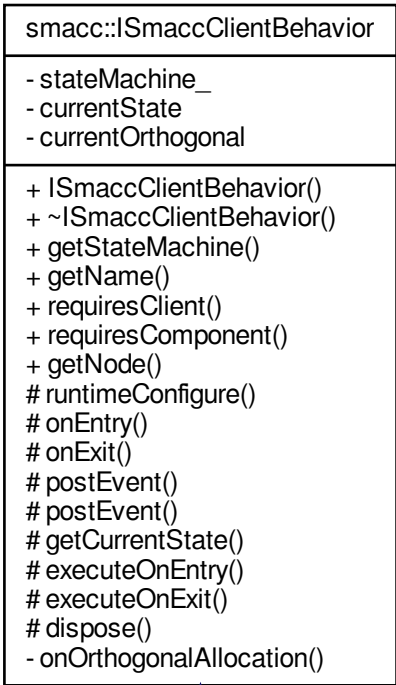 smacc::ISmaccClientBehavior
- stateMachine_
- currentState
- currentOrthogonal
+ ISmaccClientBehavior()
+ ~ISmaccClientBehavior()
+ getStateMachine()
+ getName()
+ requiresClient()
+ requiresComponent()
+ getNode()
# runtimeConfigure()
# onEntry()
# onExit()
# postEvent()
# postEvent()
# getCurrentState()
# executeOnEntry()
# executeOnExit()
# dispose()
- onOrthogonalAllocation()